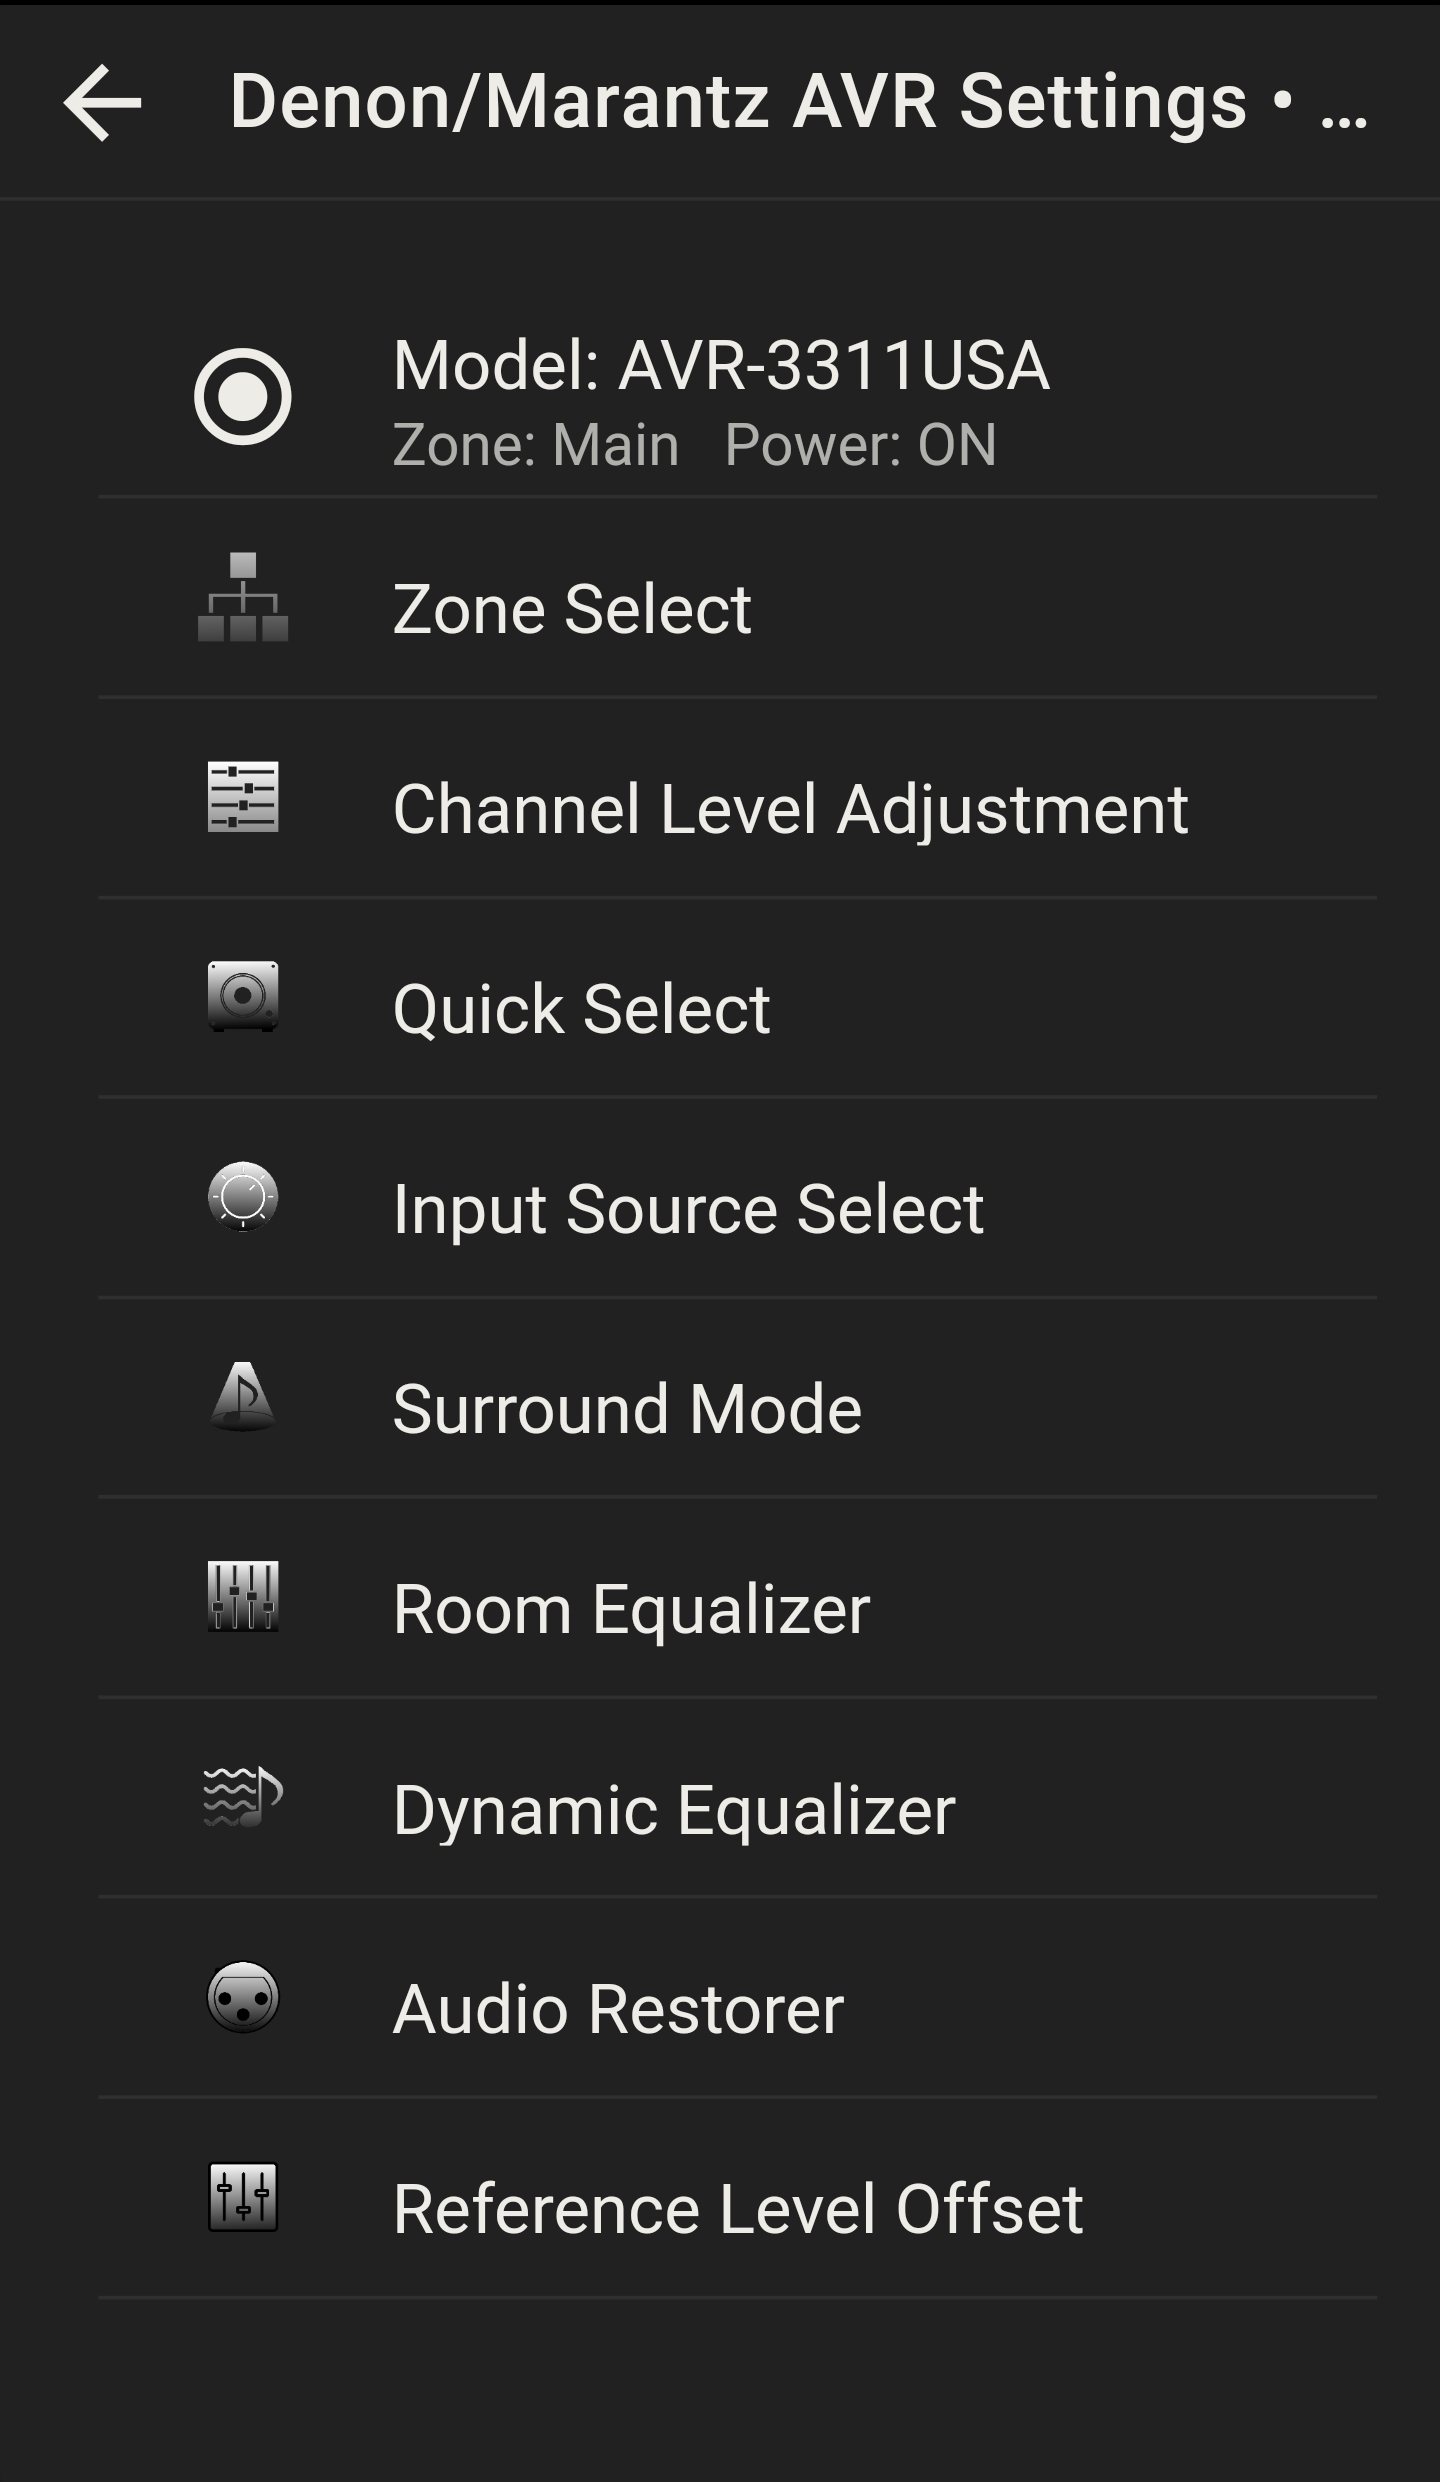 Denon/Marantz AVR Settings • ...
Model: AVR-3311USA
Zone: Main Power: ON
Zone Select
Channel Level Adjustment
Quick Select
Input Source Select
Surround Mode
Room Equalizer
Dynamic Equalizer
Audio Restorer
Reference Level Offset